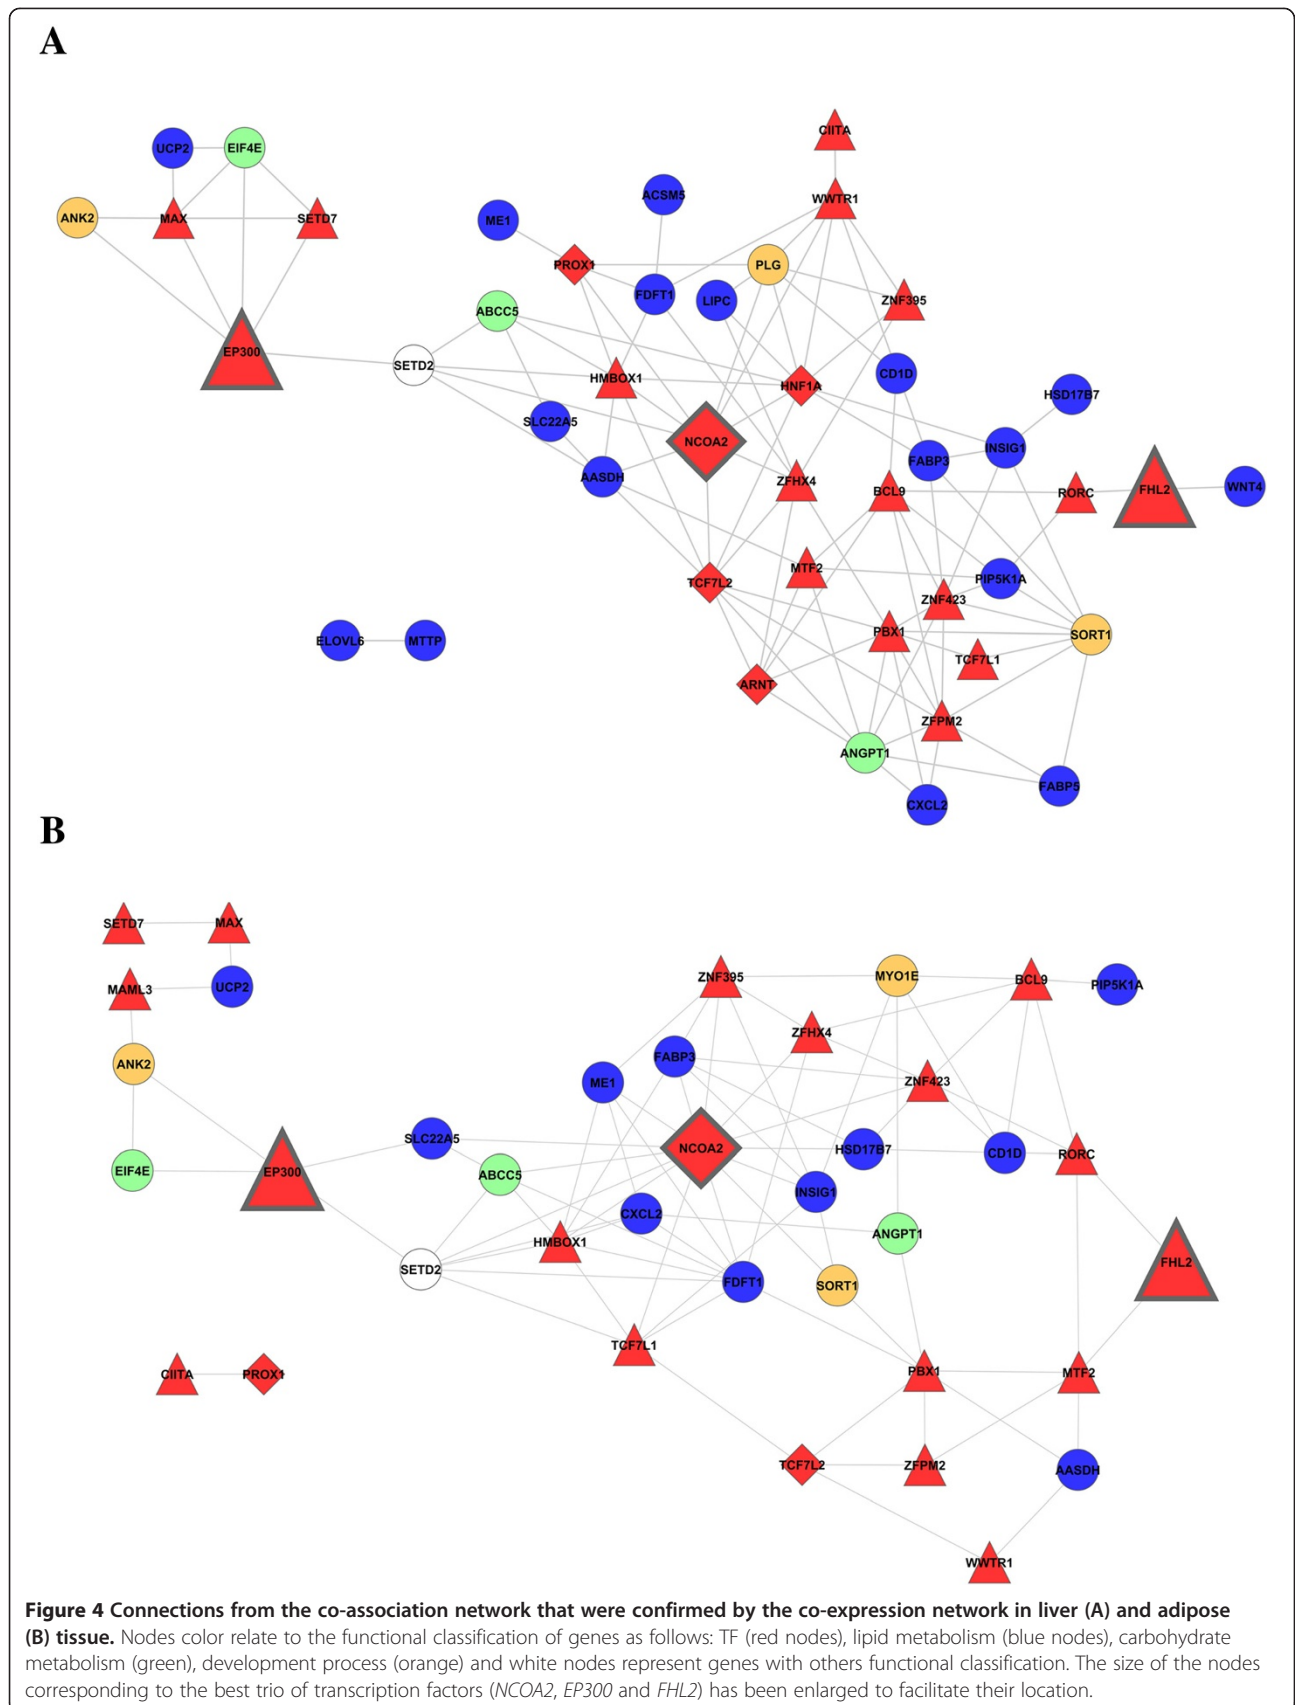 A
CIITA
UCP2
EIF4E
ACSM5
WWTR1
ANK2
MAX
SETD7
ME1
PROX1
PLG
FDFT1
LIPC
ZNF395
ABCC5
EP300
SETD2
HMBOX1
HNF1A
CD1D
HSD17B7
SLC22A5
NCOA2
INSIG1
FABP3
AASDH
ZFHX4
BCL9
RORC
FHL2
WNT4
MTF2
TCF7L2
PIP5K1A
ZNF423
ELOVL6
MTTP
PBX1
SORT1
TCF7L1
ARNT
ZFPM2
ANGPT1
FABP5
CXCL2
B
SETD7
MAX
MAML3
UCP2
ZNF395
MYO1E
BCL9
PIP5K1A
ZFHX4
ANK2
FABP3
ME1
ZNF423
SLC22A5
NCOA2
HSD17B7
CD1D
RORC
EIF4E
EP300
ABCC5
INSIG1
CXCL2
HMBOX1
ANGPT1
SETD2
FDFT1
SORT1
FHL2
TCF7L1
CIITA
PROX1
PBX1
MTF2
TCF7L2
ZFPM2
AASDH
WWTR1
Figure 4 Connections from the co-association network that were confirmed by the co-expression network in liver (A) and adipose
(B) tissue. Nodes color relate to the functional classification of genes as follows: TF (red nodes), lipid metabolism (blue nodes), carbohydrate
metabolism (green), development process (orange) and white nodes represent genes with others functional classification. The size of the nodes
corresponding to the best trio of transcription factors (NCOA2, EP300 and FHL2) has been enlarged to facilitate their location.